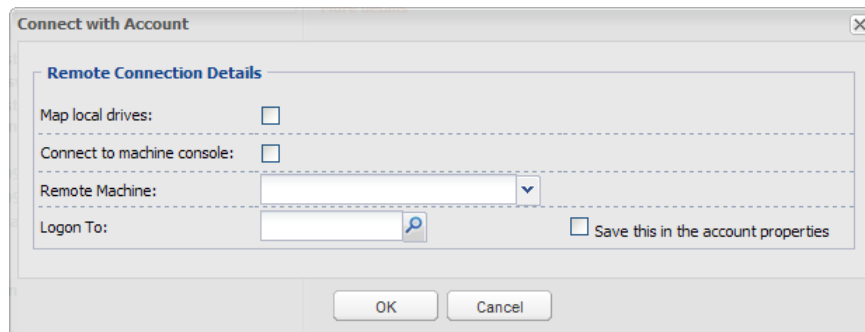 Connect with Account
Remote Connection Details
Map local drives:
Connect to machine console:
Remote Machine:
Logon To:
Save this in the account properties
OK
Cancel